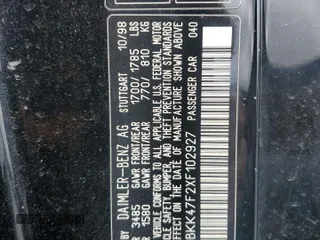 DAIMLER-BENZ AG STUTTGART 10/98
3485 GAWR FRONT/REAR 1700/ 1785 LBS
1580 GAWR FRONT/REAR 770/ 810 KG
CONFORMS TO ALL APPLICABLE U.S. FEDERAL MOTOR
VEHICLE SAFETY, BUMPER, AND THEFT PREVENTION STANDARDS
IN EFFECT ON THE DATE OF MANUFACTURE SHOWN ABOVE.
BKK47F2XF102927 PASSENGER CAR 040